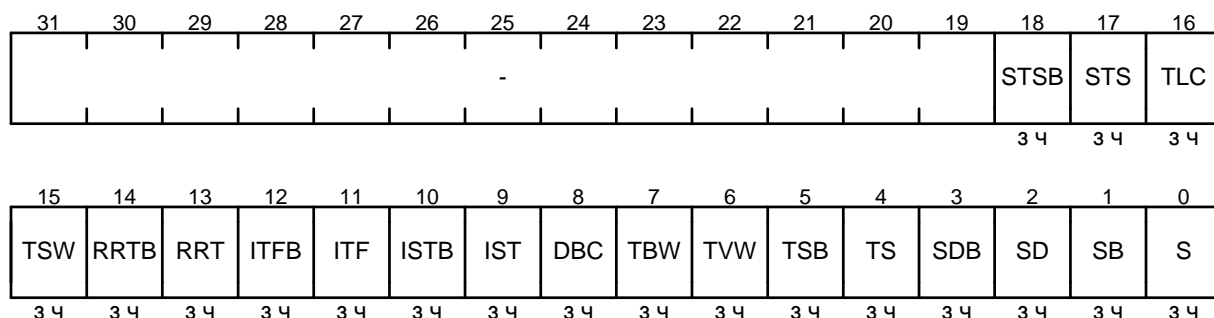 31 30 29 28 27 26 25 24 23 22 21 20 19 18 17 16
- STSB STS TLC
З Ч З Ч З Ч
15 14 13 12 11 10 9 8 7 6 5 4 3 2 1 0
TSW RRTB RRT ITFB ITF ISTB IST DBC TBW TVW TSB TS SDB SD SB S
З Ч З Ч З Ч З Ч З Ч З Ч З Ч З Ч З Ч З Ч З Ч З Ч З Ч З Ч З Ч З Ч